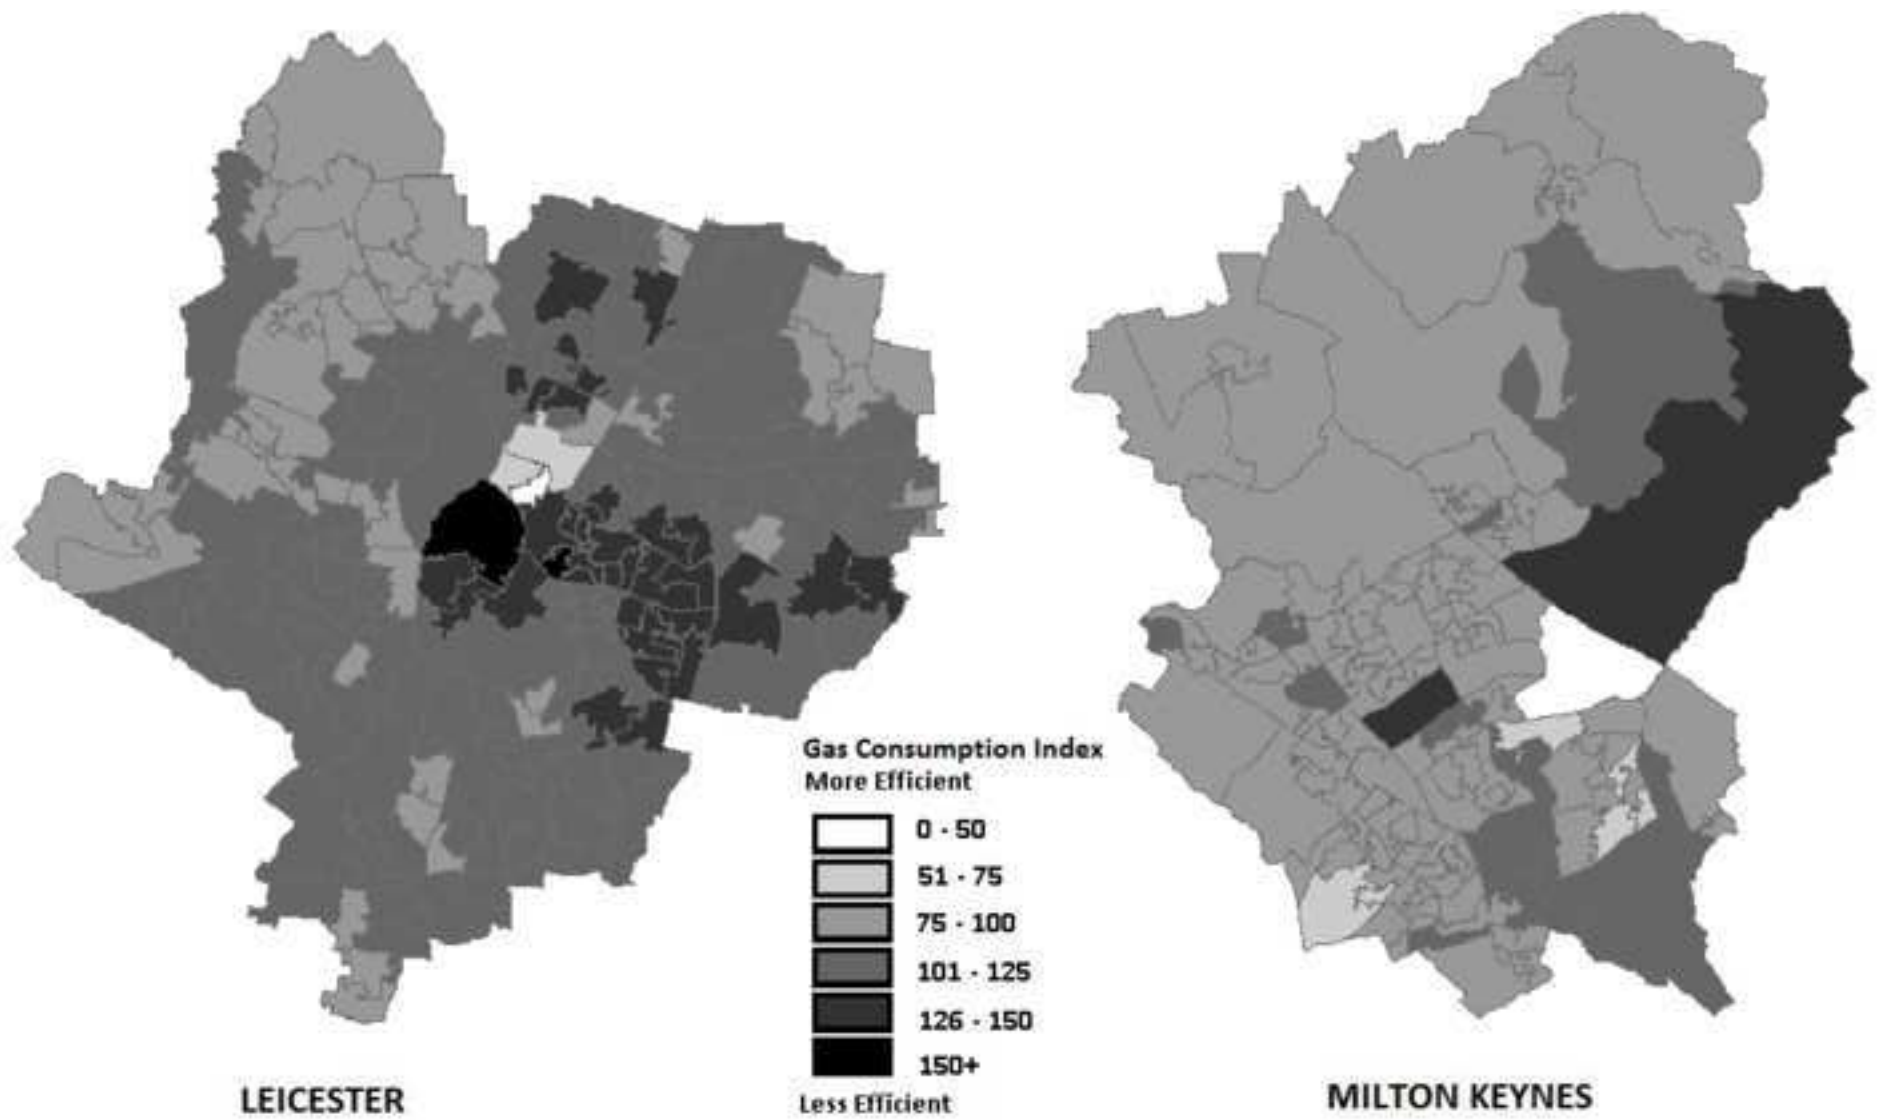 Gas Consumption Index
More Efficient
0 - 50
51 - 75
75 - 100
101 - 125
126 - 150
150+
Less Efficient
LEICESTER
MILTON KEYNES